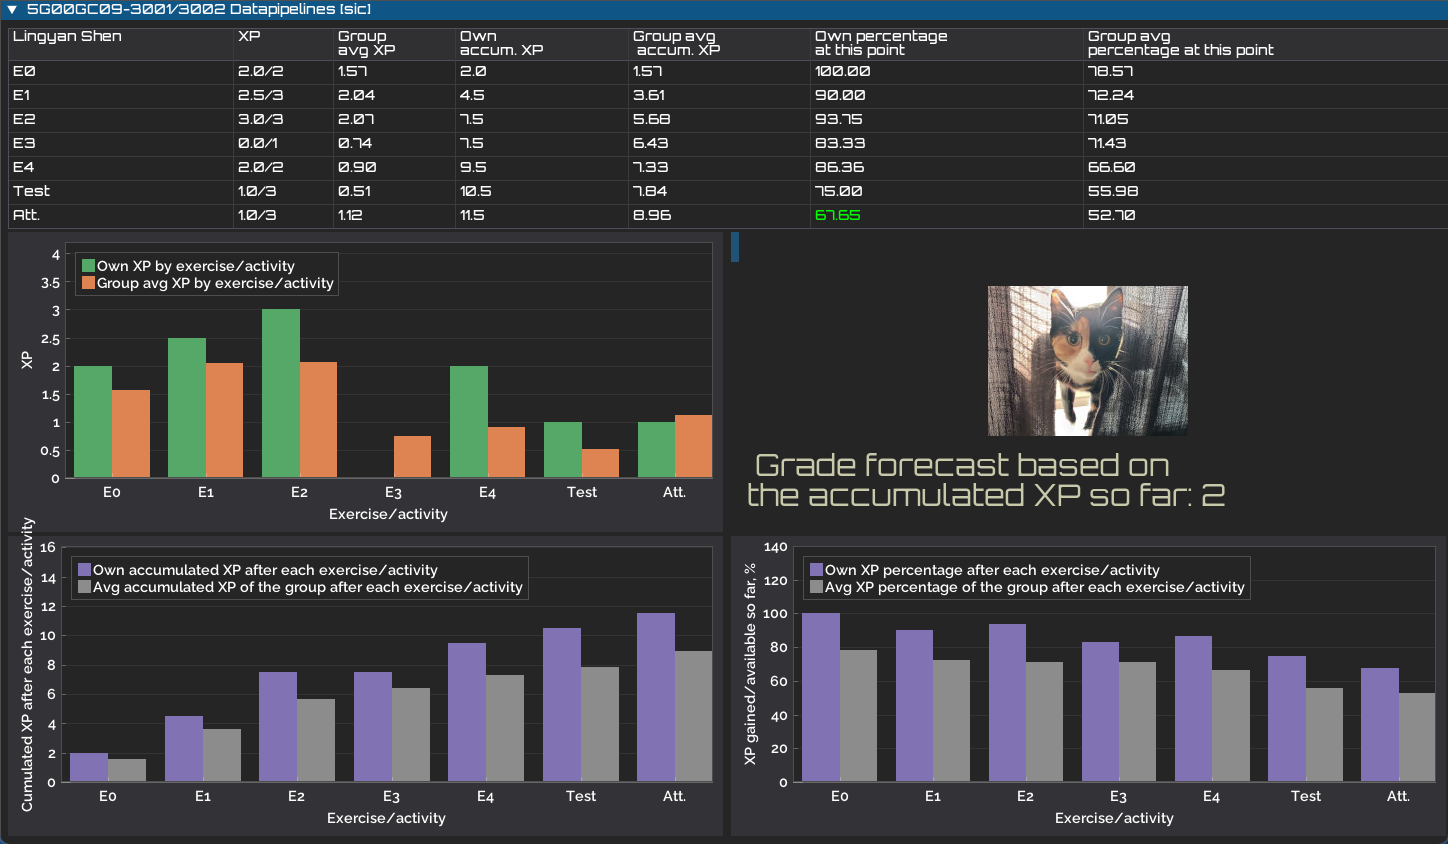 5G00GC09-3001/3002 Datapipelines [sic]
Lingyan Shen XP Group avg XP Own accum. XP Group avg accum. XP Own percentage at this point Group avg percentage at this point
E0 2.0/2 1.57 2.0 1.57 100.00 78.57
E1 2.5/3 2.04 4.5 3.61 90.00 72.24
E2 3.0/3 2.07 7.5 5.68 93.75 71.05
E3 0.0/1 0.74 7.5 6.43 83.33 71.43
E4 2.0/2 0.90 9.5 7.33 86.36 66.60
Test 1.0/3 0.51 10.5 7.84 75.00 55.98
Att. 1.0/3 1.12 11.5 8.96 67.65 52.70
Own XP by exercise/activity
Group avg XP by exercise/activity
XP
4
3.5
3
2.5
2
1.5
1
0.5
0
E0 E1 E2 E3 E4 Test Att.
Exercise/activity
Grade forecast based on
the accumulated XP so far: 2
Own accumulated XP after each exercise/activity
Avg accumulated XP of the group after each exercise/activity
Cumulated XP after each exercise/activity
16
14
12
10
8
6
4
2
0
E0 E1 E2 E3 E4 Test Att.
Exercise/activity
Own XP percentage after each exercise/activity
Avg XP percentage of the group after each exercise/activity
XP gained/available so far, %
140
120
100
80
60
40
20
0
E0 E1 E2 E3 E4 Test Att.
Exercise/activity